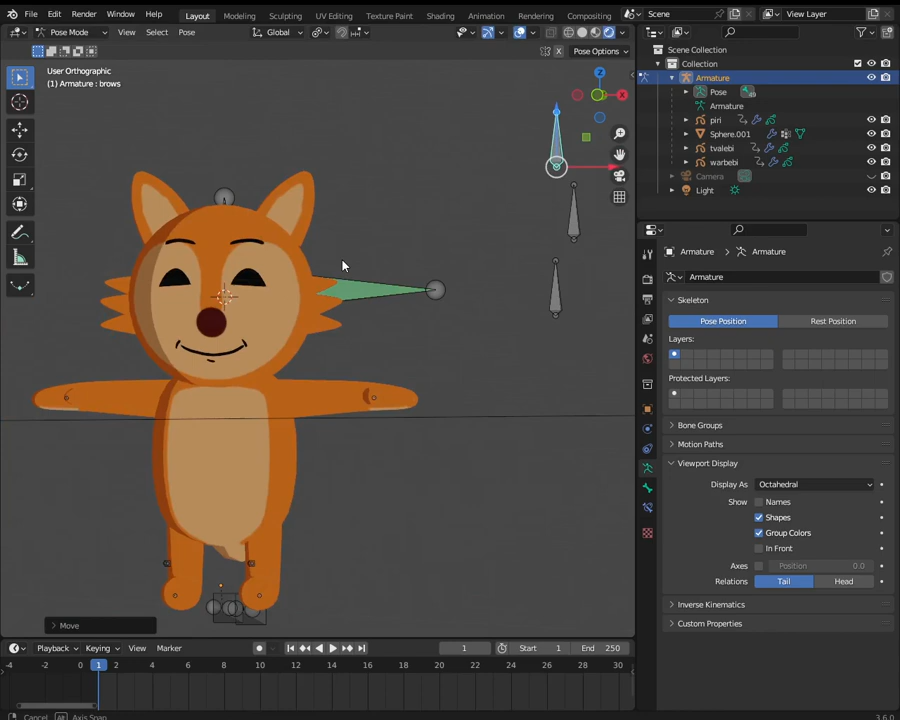 File Edit Render Window Help Layout Modeling Sculpting UV Editing Texture Paint Shading Animation Rendering Compositing Scene View Layer
Pose Mode View Select Pose Global
X Pose Options
User Orthographic
(1) Armature : brows
Z
X
Move
Scene Collection
Collection
Armature
Pose 49
Armature
piri
Sphere.001
tvalebi
warbebi
Camera
Light
Armature Armature
Armature
Skeleton
Pose Position Rest Position
Layers:
Protected Layers:
Bone Groups
Motion Paths
Viewport Display
Display As Octahedral
Show Names
Shapes
Group Colors
In Front
Axes Position 0.0
Relations Tail Head
Inverse Kinematics
Custom Properties
Playback Keying View Marker 1 Start 1 End 250
-4 -2 0 1 2 4 6 8 10 12 14 16 18 20 22 24 26 28 30
Cancel Alt Axis Snap 3.6.0